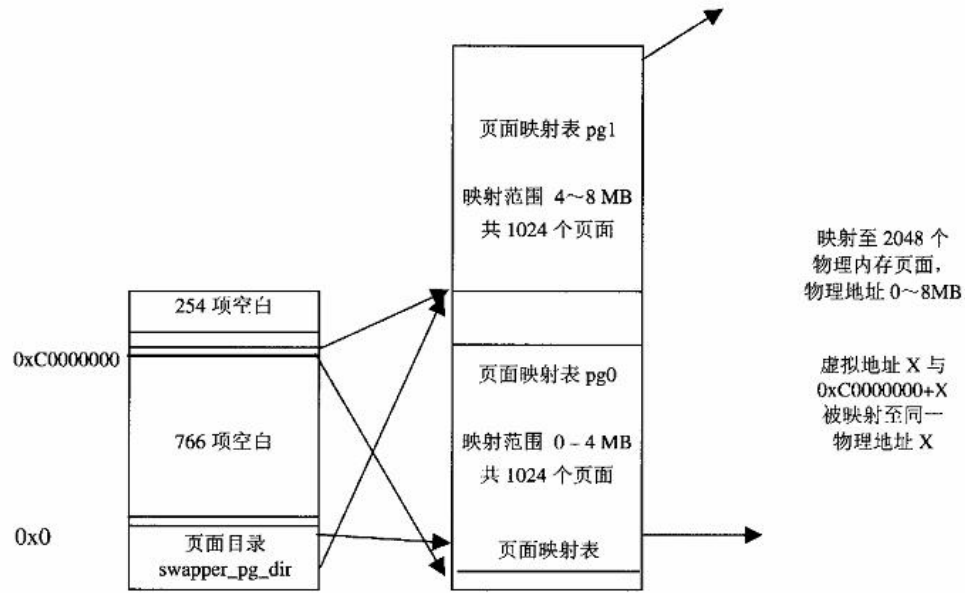 页面映射表 pg1
映射范围 4～8 MB
共 1024 个页面
映射至 2048 个
物理内存页面，
物理地址 0～8MB
254 项空白
0xC0000000
页面映射表 pg0
虚拟地址 X 与
0xC0000000+X
被映射至同一
物理地址 X
766 项空白
映射范围 0－4 MB
共 1024 个页面
0x0
页面目录
swapper_pg_dir
页面映射表